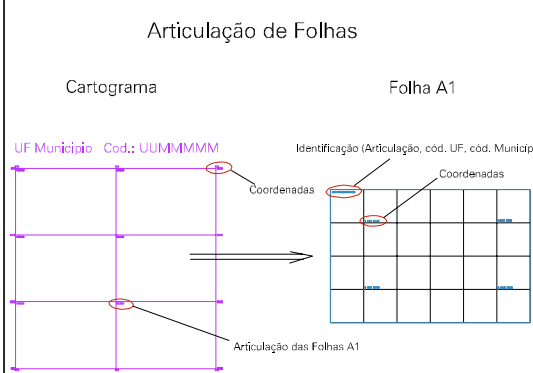 Articulação de Folhas
Cartograma
Folha A1
UF Municipio Cod.: UUMMMMM
Identificação (Articulação, cód. UF, cód. Municíp
Coordenadas
Coordenadas
Articulação das Folhas A1